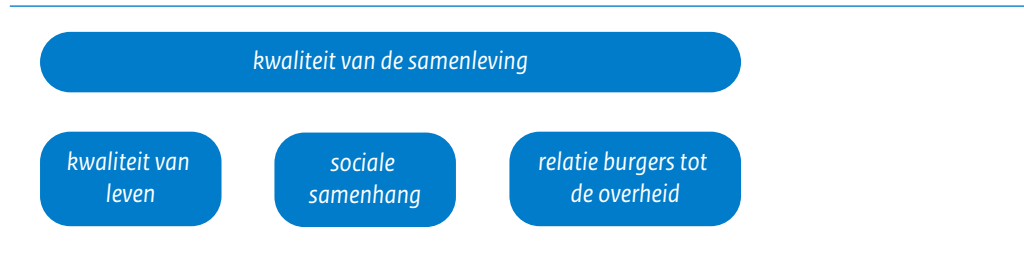 kwaliteit van de samenleving
kwaliteit van
leven
sociale
samenhang
relatie burgers tot
de overheid